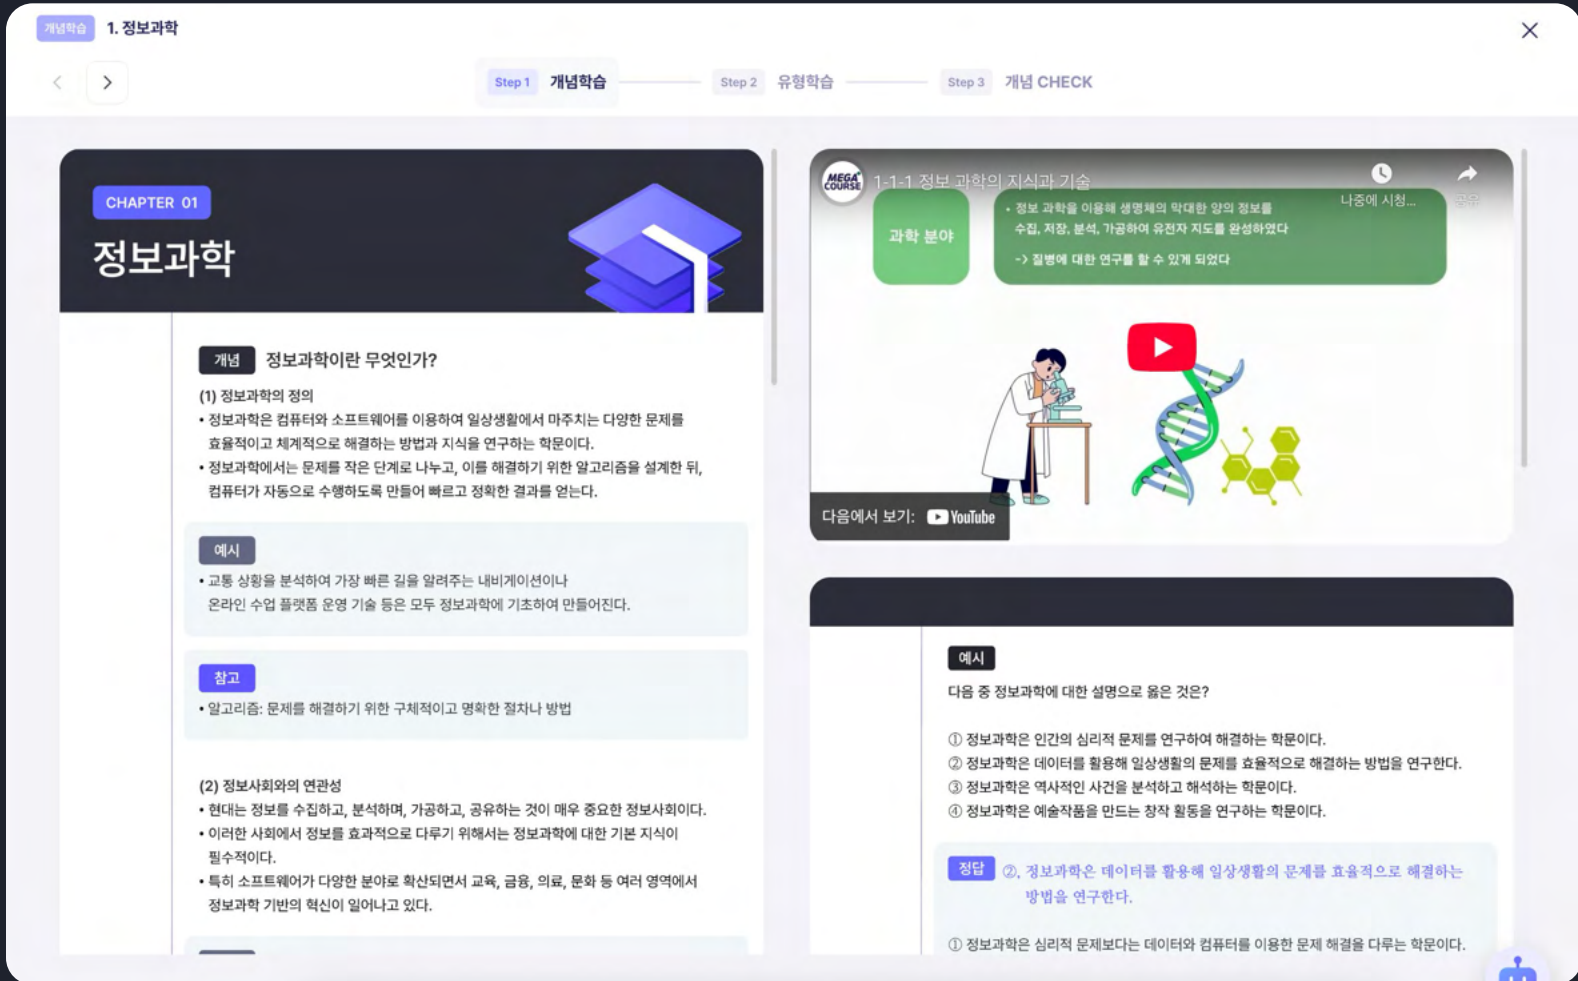 개념학습 1. 정보과학
Step 1 개념학습 Step 2 유형학습 Step 3 개념 CHECK
CHAPTER 01
정보과학
개념 정보과학이란 무엇인가?
(1) 정보과학의 정의
• 정보과학은 컴퓨터와 소프트웨어를 이용하여 일상생활에서 마주치는 다양한 문제를
효율적이고 체계적으로 해결하는 방법과 지식을 연구하는 학문이다.
• 정보과학에서는 문제를 작은 단계로 나누고, 이를 해결하기 위한 알고리즘을 설계한 뒤,
컴퓨터가 자동으로 수행하도록 만들어 빠르고 정확한 결과를 얻는다.
예시
• 교통 상황을 분석하여 가장 빠른 길을 알려주는 내비게이션이나
온라인 수업 플랫폼 운영 기술 등은 모두 정보과학에 기초하여 만들어진다.
참고
• 알고리즘: 문제를 해결하기 위한 구체적이고 명확한 절차나 방법
(2) 정보사회와의 연관성
• 현대는 정보를 수집하고, 분석하며, 가공하고, 공유하는 것이 매우 중요한 정보사회이다.
• 이러한 사회에서 정보를 효과적으로 다루기 위해서는 정보과학에 대한 기본 지식이
필수적이다.
• 특히 소프트웨어가 다양한 분야로 확산되면서 교육, 금융, 의료, 문화 등 여러 영역에서
정보과학 기반의 혁신이 일어나고 있다.
MEGA COURSE
1-1-1 정보 과학의 지식과 기술
나중에 시청...
공유
과학 분야
• 정보 과학을 이용해 생명체의 막대한 양의 정보를
수집, 저장, 분석, 가공하여 유전자 지도를 완성하였다
-> 질병에 대한 연구를 할 수 있게 되었다
다음에서 보기: YouTube
예시
다음 중 정보과학에 대한 설명으로 옳은 것은?
① 정보과학은 인간의 심리적 문제를 연구하여 해결하는 학문이다.
② 정보과학은 데이터를 활용해 일상생활의 문제를 효율적으로 해결하는 방법을 연구한다.
③ 정보과학은 역사적인 사건을 분석하고 해석하는 학문이다.
④ 정보과학은 예술작품을 만드는 창작 활동을 연구하는 학문이다.
정답 ②, 정보과학은 데이터를 활용해 일상생활의 문제를 효율적으로 해결하는
방법을 연구한다.
① 정보과학은 심리적 문제보다는 데이터와 컴퓨터를 이용한 문제 해결을 다루는 학문이다.